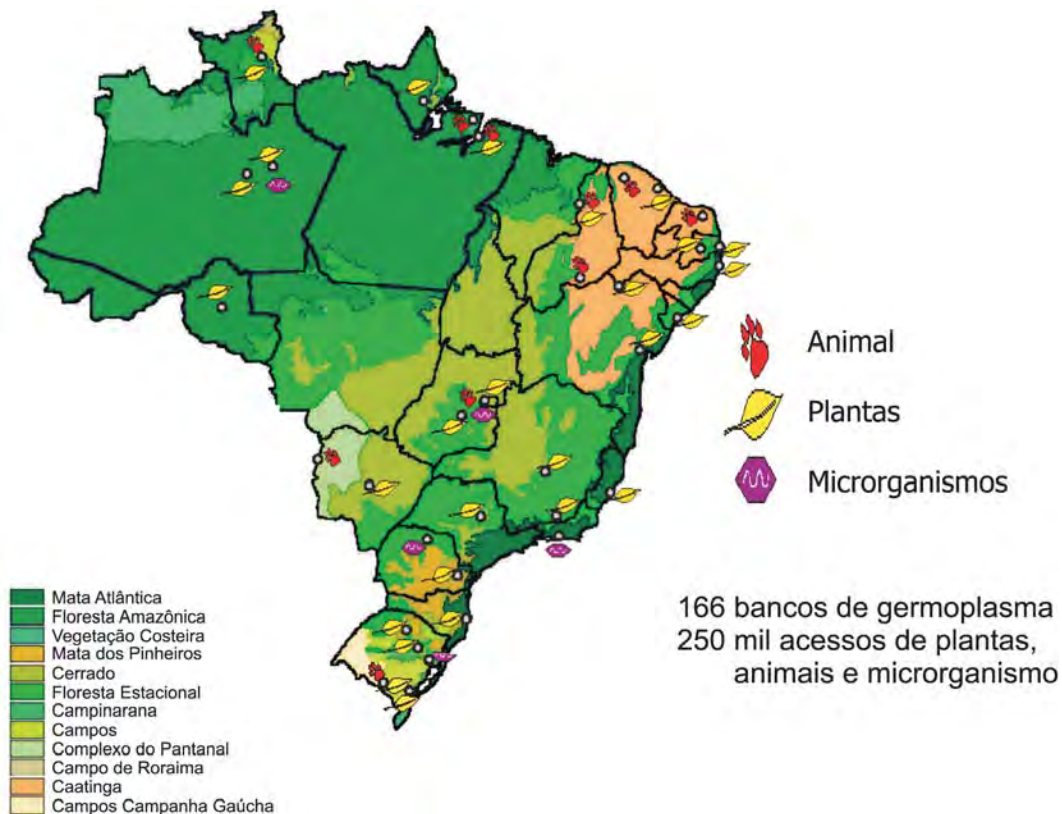 Animal
Plantas
Microrganismos
166 bancos de germoplasma
250 mil acessos de plantas,
animais e microrganismo
Mata Atlântica
Floresta Amazônica
Vegetação Costeira
Mata dos Pinheiros
Cerrado
Floresta Estacional
Campinarana
Campos
Complexo do Pantanal
Campo de Roraima
Caatinga
Campos Campanha Gaúcha